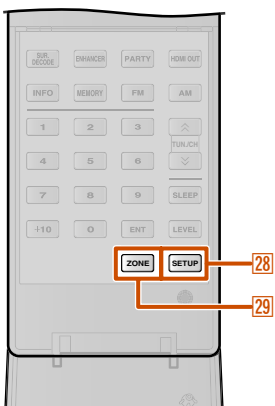 SUR. DECODE ENHANCER PARTY HDMI OUT
INFO MEMORY FM AM
1 2 3
TUN./CH
4 5 6
7 8 9 SLEEP
+10 0 ENT LEVEL
ZONE SETUP
28
29